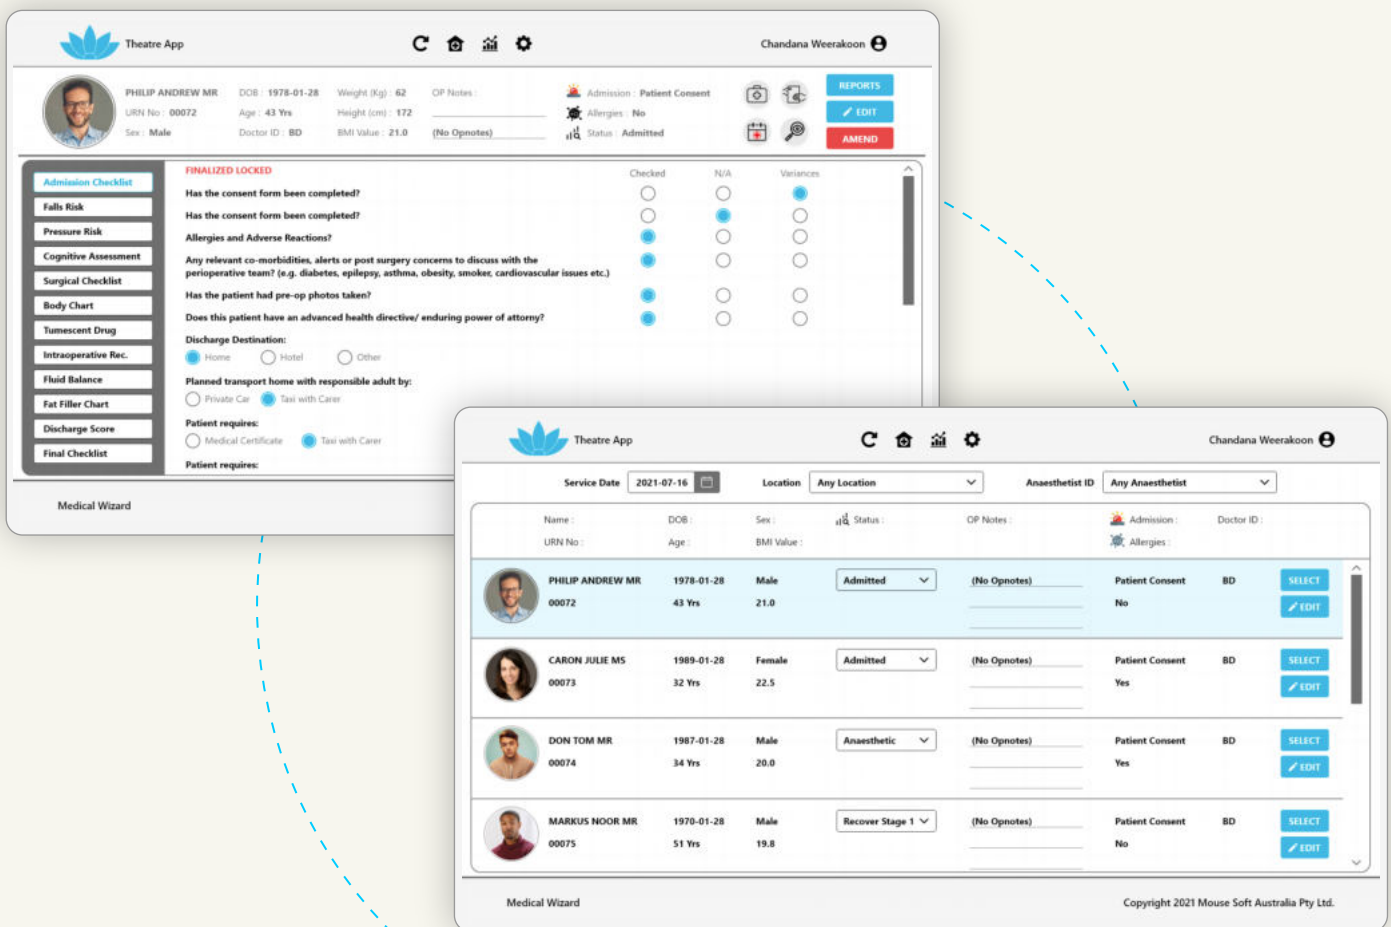 Theatre App
Chandana Weerakoon
PHILIP ANDREW MR
URN No : 00072
Sex : Male
DOB : 1978-01-28
Age : 43 Yrs
Doctor ID : BD
Weight (Kg) : 62
Height (cm) : 172
BMI Value : 21.0
OP Notes :
(No Opnotes)
Admission : Patient Consent
Allergies : No
Status : Admitted
REPORTS
EDIT
AMEND
Admission Checklist
Falls Risk
Pressure Risk
Cognitive Assessment
Surgical Checklist
Body Chart
Tumescent Drug
Intraoperative Rec.
Fluid Balance
Fat Filler Chart
Discharge Score
Final Checklist
FINALIZED LOCKED
Checked N/A Variances
Has the consent form been completed?
Has the consent form been completed?
Allergies and Adverse Reactions?
Any relevant co-morbidities, alerts or post surgery concerns to discuss with the
perioperative team? (e.g. diabetes, epilepsy, asthma, obesity, smoker, cardiovascular issues etc.)
Has the patient had pre-op photos taken?
Does this patient have an advanced health directive/ enduring power of attorny?
Discharge Destination:
Home Hotel Other
Planned transport home with responsible adult by:
Private Car Taxi with Carer
Patient requires:
Medical Certificate Taxi with Carer
Patient requires:
Medical Wizard
Theatre App
Chandana Weerakoon
Service Date 2021-07-16 Location Any Location Anaesthetist ID Any Anaesthetist
Name : DOB : Sex : Status : OP Notes : Admission : Doctor ID :
URN No : Age : BMI Value : Allergies :
PHILIP ANDREW MR 1978-01-28 Male Admitted (No Opnotes) Patient Consent BD SELECT
00072 43 Yrs 21.0 No EDIT
CARON JULIE MS 1989-01-28 Female Admitted (No Opnotes) Patient Consent BD SELECT
00073 32 Yrs 22.5 Yes EDIT
DON TOM MR 1987-01-28 Male Anaesthetic (No Opnotes) Patient Consent BD SELECT
00074 34 Yrs 20.0 Yes EDIT
MARKUS NOOR MR 1970-01-28 Male Recover Stage 1 (No Opnotes) Patient Consent BD SELECT
00075 51 Yrs 19.8 No EDIT
Medical Wizard
Copyright 2021 Mouse Soft Australia Pty Ltd.